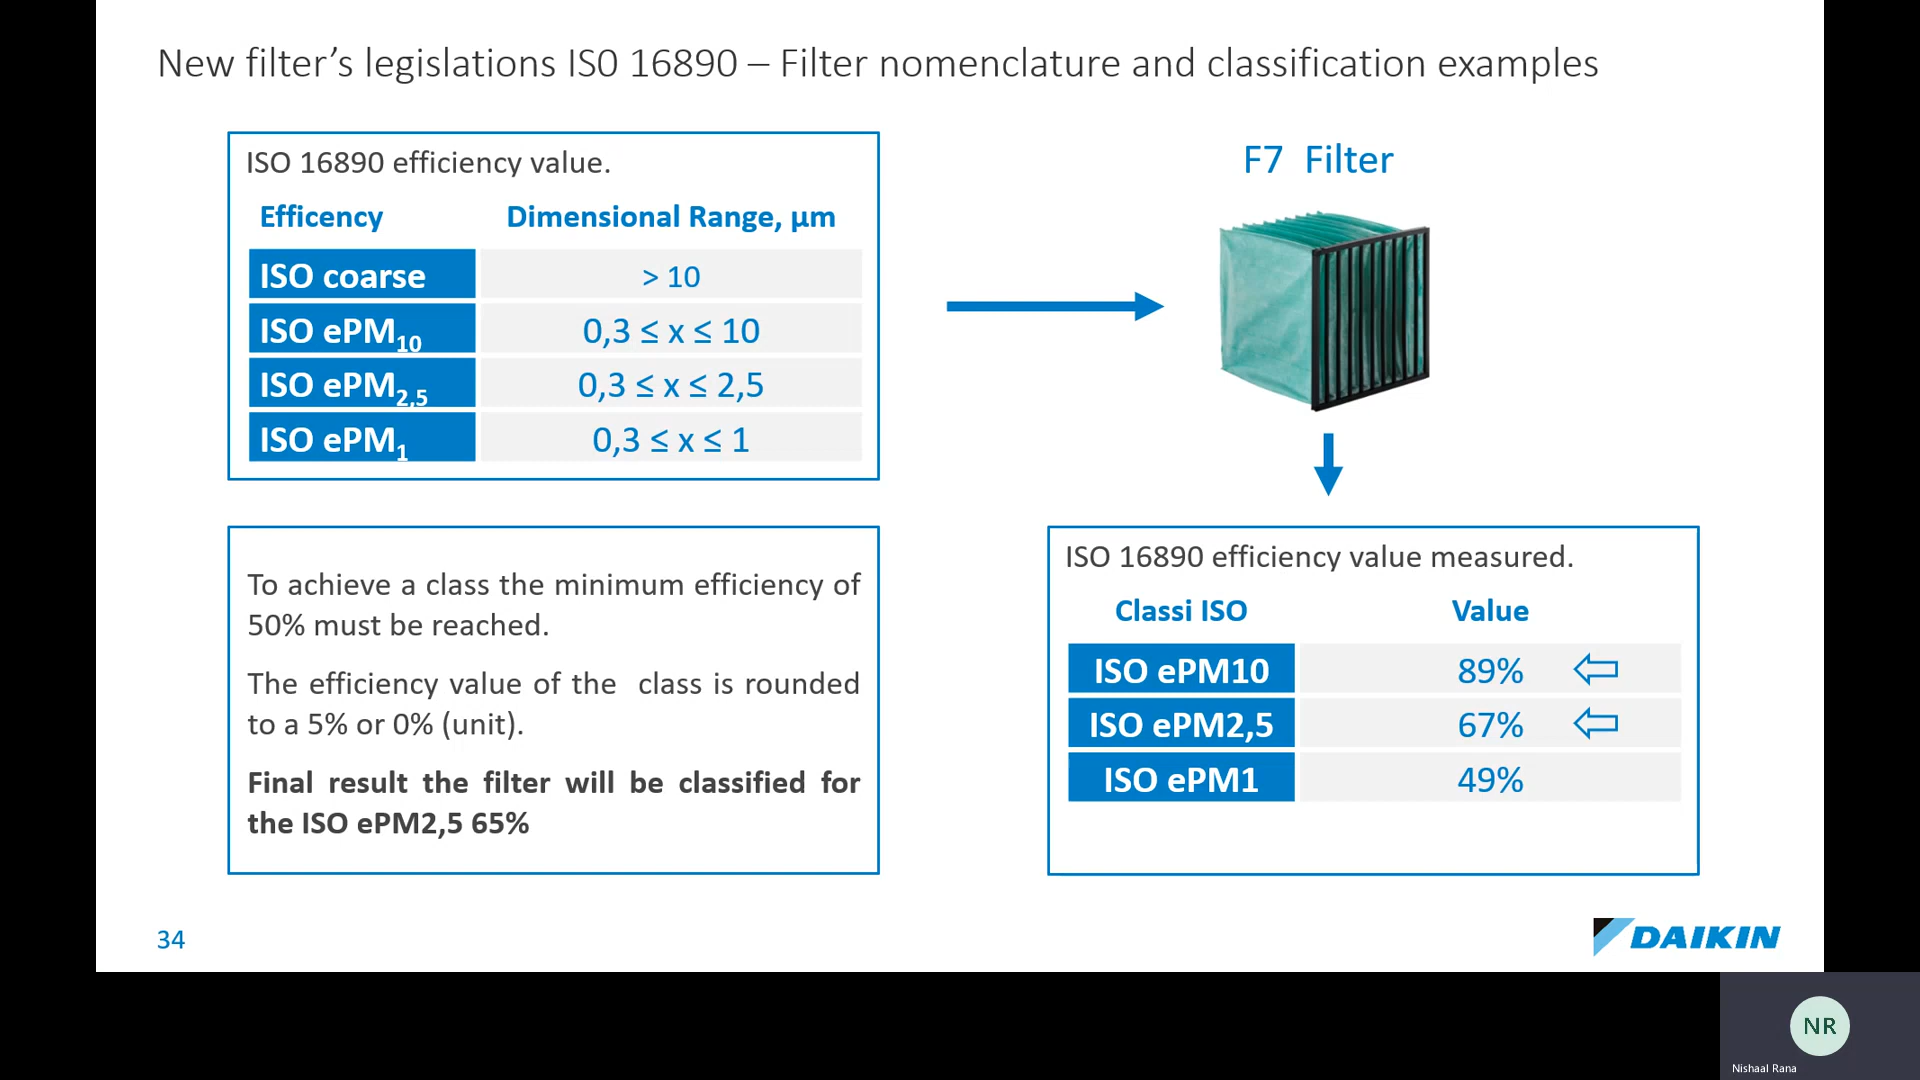 New filter’s legislations IS0 16890 – Filter nomenclature and classification examples
ISO 16890 efficiency value.
Efficency Dimensional Range, µm
ISO coarse > 10
ISO ePM10 0,3 ≤ x ≤ 10
ISO ePM2,5 0,3 ≤ x ≤ 2,5
ISO ePM1 0,3 ≤ x ≤ 1
F7 Filter
To achieve a class the minimum efficiency of
50% must be reached.
The efficiency value of the class is rounded
to a 5% or 0% (unit).
Final result the filter will be classified for
the ISO ePM2,5 65%
ISO 16890 efficiency value measured.
Classi ISO Value
ISO ePM10 89%
ISO ePM2,5 67%
ISO ePM1 49%
34
DAIKIN
NR
Nishaal Rana